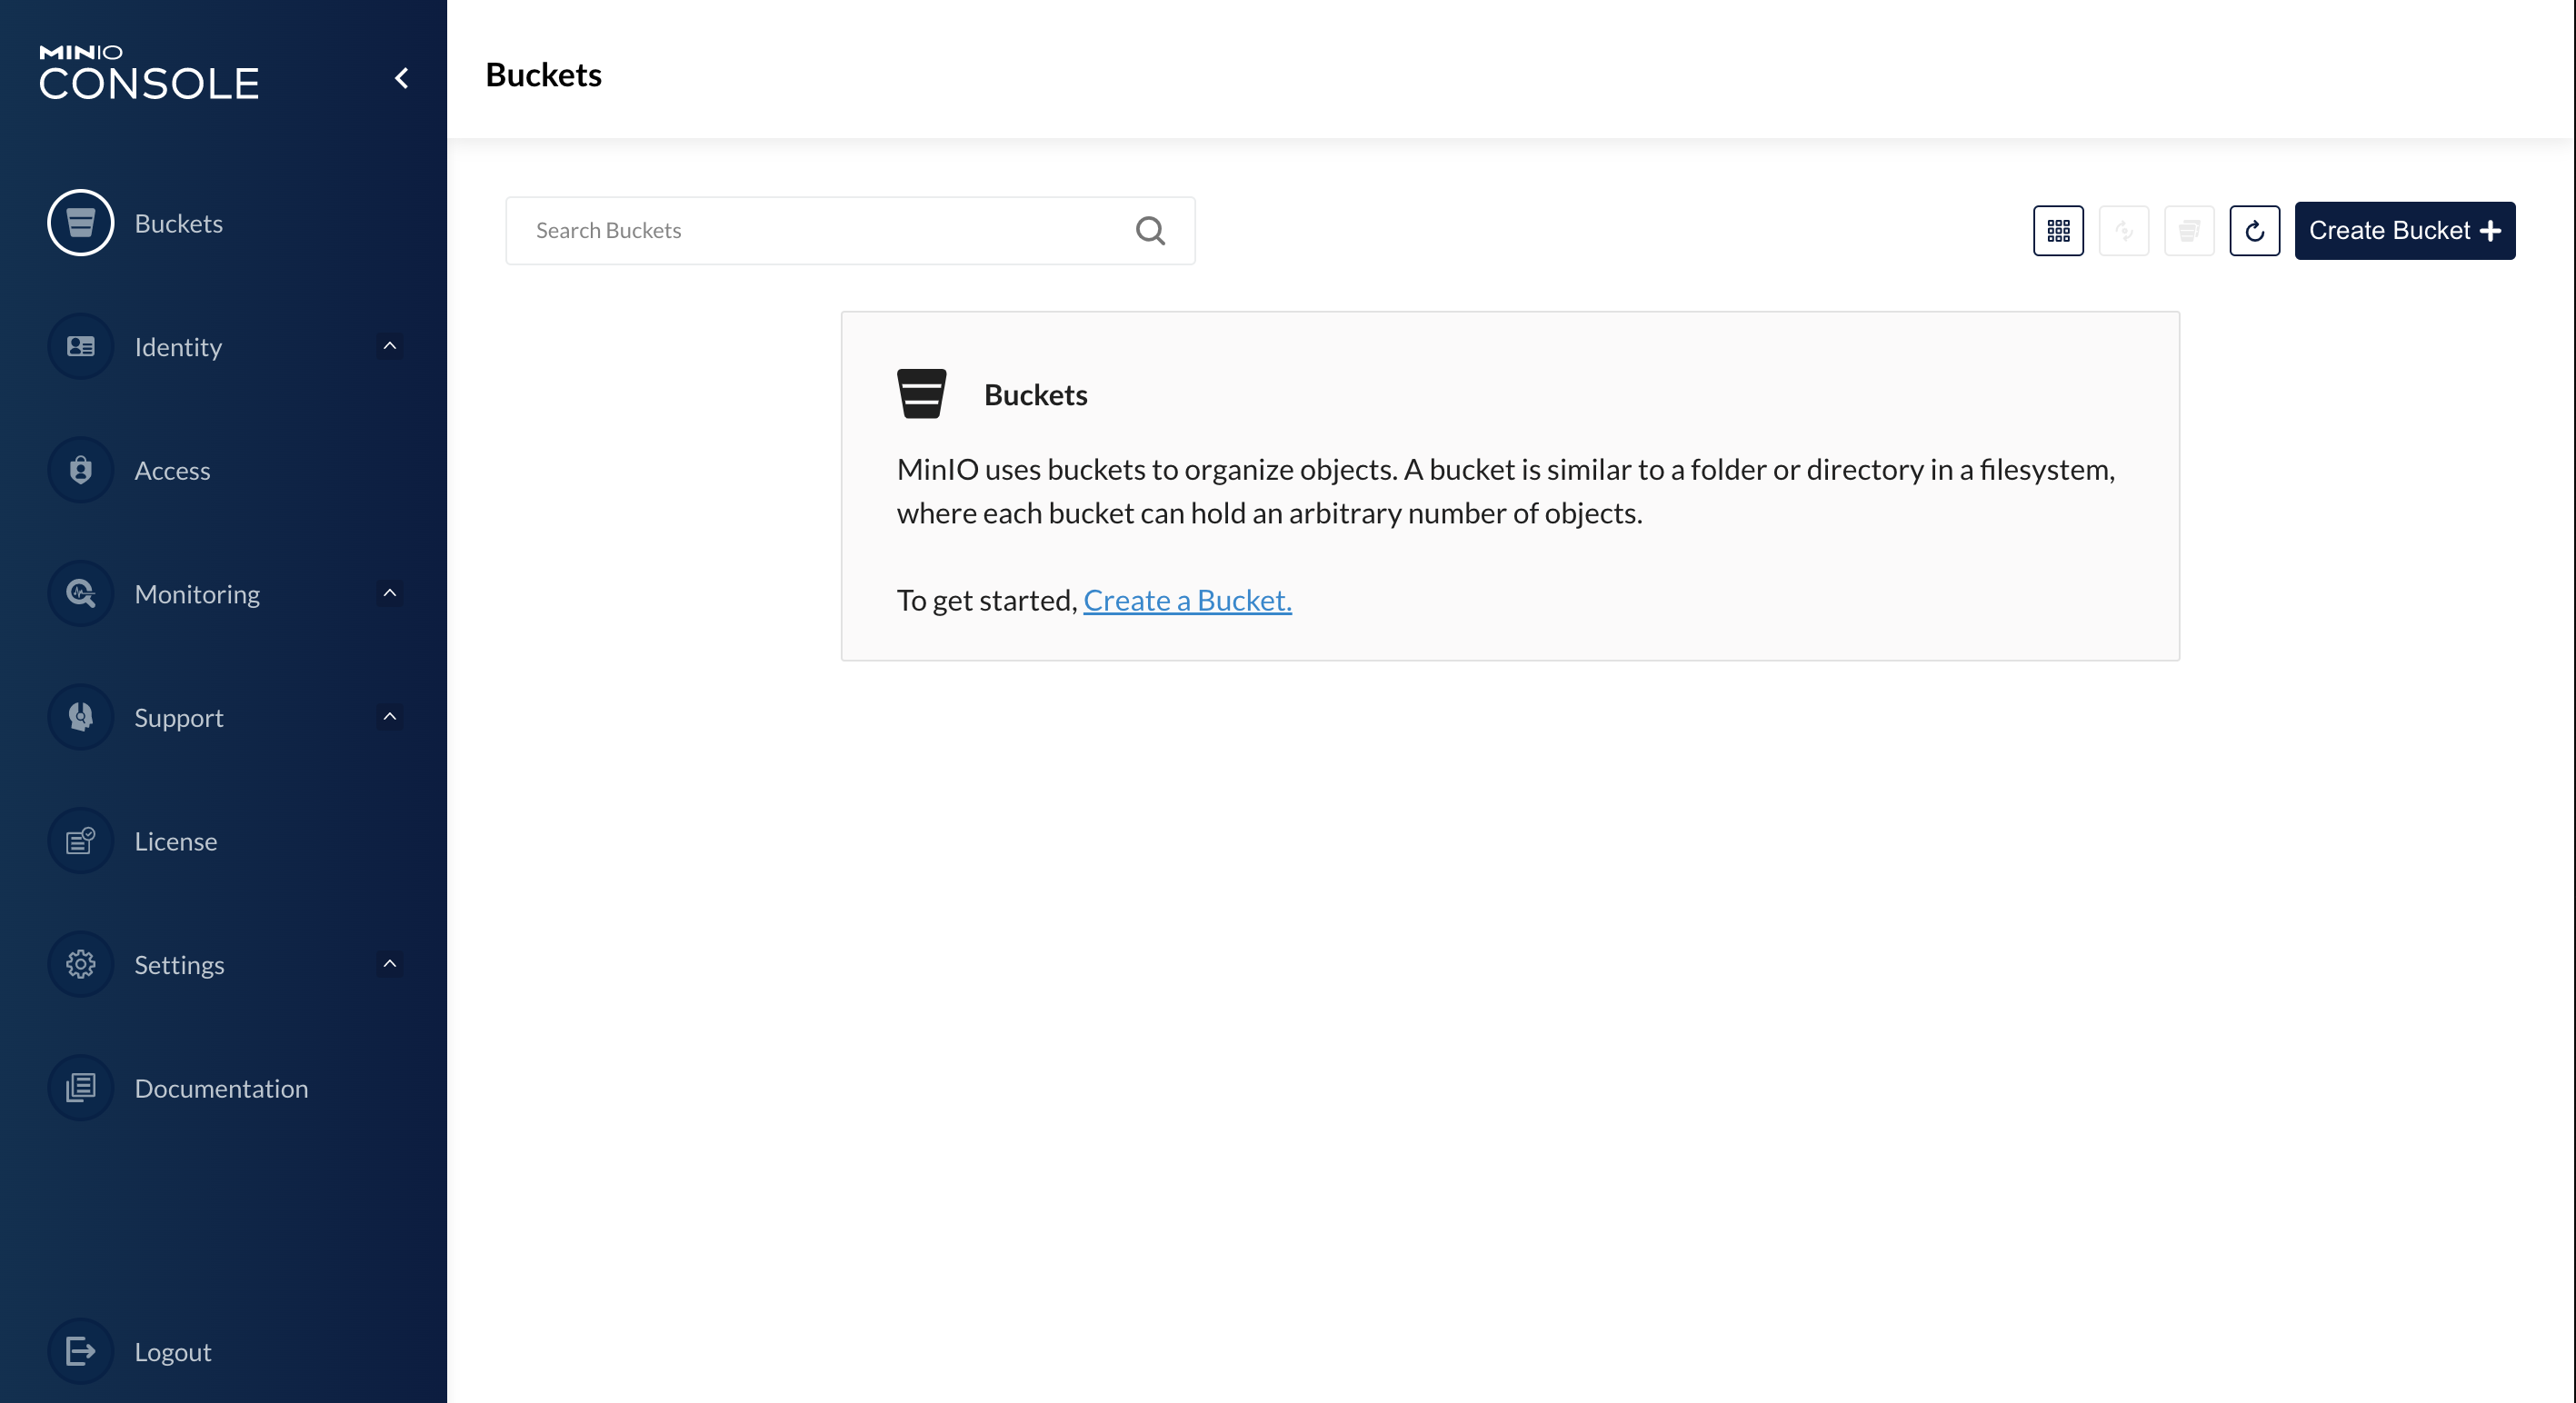 MINIO
CONSOLE
Buckets
Identity
Access
Monitoring
Support
License
Settings
Documentation
Logout
Buckets
Search Buckets
Create Bucket
Buckets
MinIO uses buckets to organize objects. A bucket is similar to a folder or directory in a filesystem,
where each bucket can hold an arbitrary number of objects.
To get started, Create a Bucket.